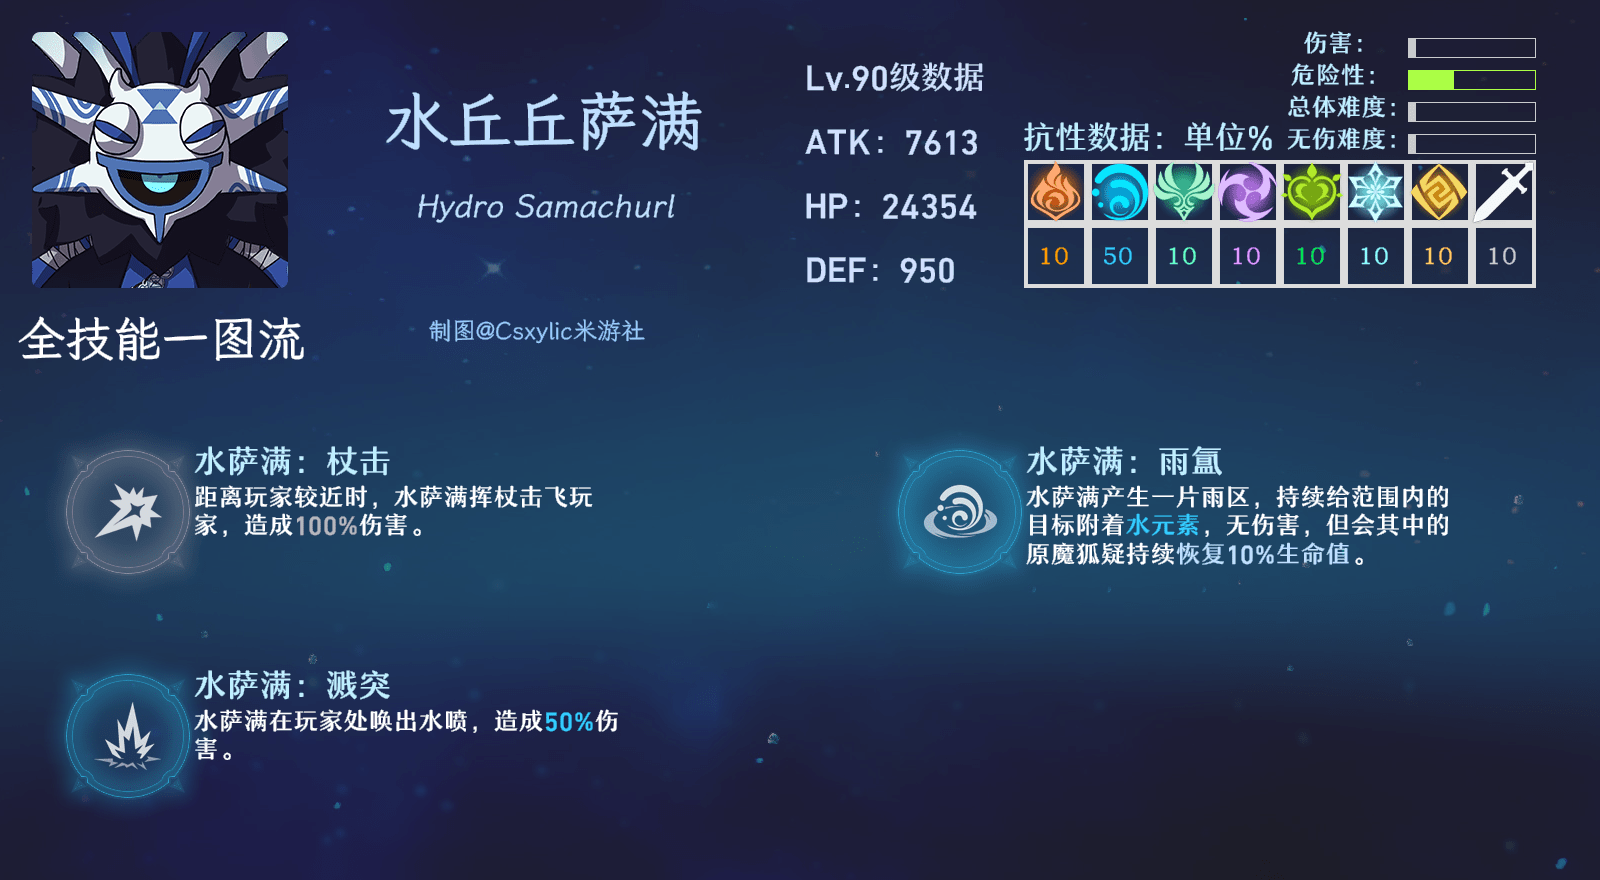 水丘丘萨满
Hydro Samachurl
制图@Csxylic米游社
全技能一图流
Lv.90级数据
ATK：7613
HP：24354
DEF：950
伤害：
危险性：
总体难度：
无伤难度：
抗性数据：单位%
10 50 10 10 10 10 10 10
水萨满：杖击
距离玩家较近时，水萨满挥杖击飞玩
家，造成100%伤害。
水萨满：雨氲
水萨满产生一片雨区，持续给范围内的
目标附着水元素，无伤害，但会其中的
原魔狐疑持续恢复10%生命值。
水萨满：溅突
水萨满在玩家处唤出水喷，造成50%伤
害。